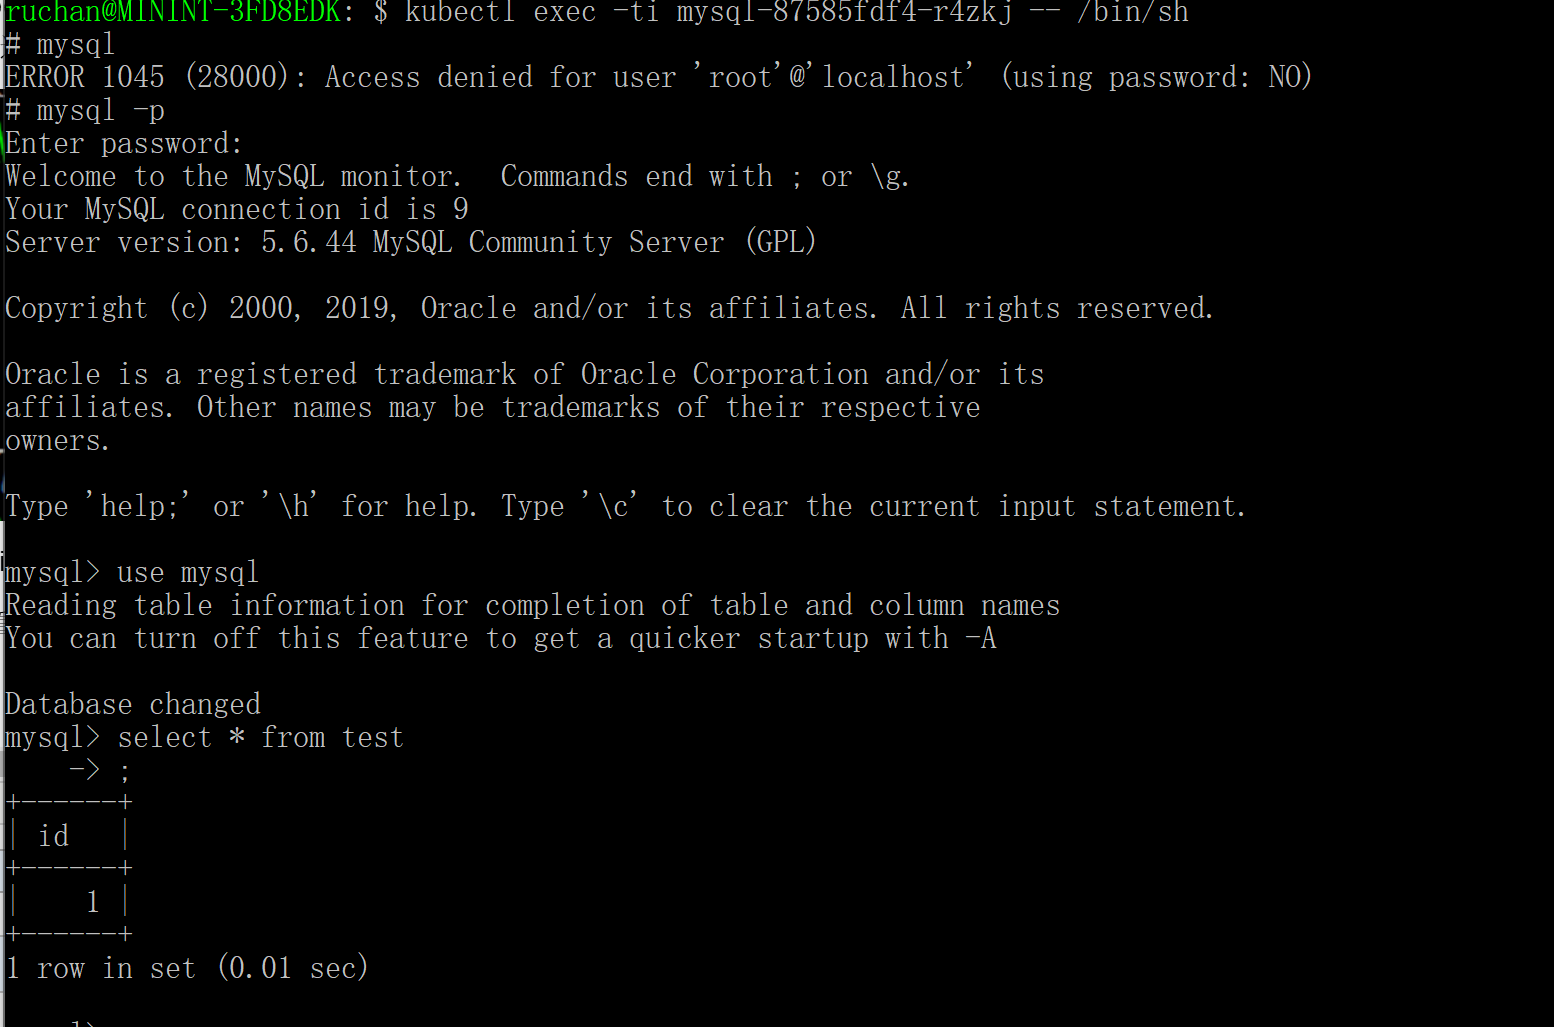 ruchan@MININT-3FD8EDK: $ kubectl exec -ti mysql-87585fdf4-r4zkj -- /bin/sh
# mysql
ERROR 1045 (28000): Access denied for user 'root'@'localhost' (using password: NO)
# mysql -p
Enter password:
Welcome to the MySQL monitor.  Commands end with ; or \g.
Your MySQL connection id is 9
Server version: 5.6.44 MySQL Community Server (GPL)

Copyright (c) 2000, 2019, Oracle and/or its affiliates. All rights reserved.

Oracle is a registered trademark of Oracle Corporation and/or its
affiliates. Other names may be trademarks of their respective
owners.

Type 'help;' or '\h' for help. Type '\c' to clear the current input statement.

mysql> use mysql
Reading table information for completion of table and column names
You can turn off this feature to get a quicker startup with -A

Database changed
mysql> select * from test
    -> ;
+------+
| id   |
+------+
|    1 |
+------+
1 row in set (0.01 sec)